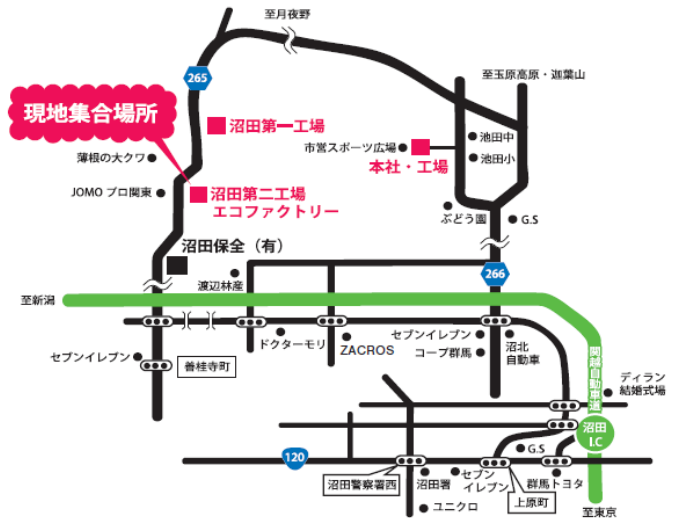 至月夜野
265
至玉原高原・迦葉山
現地集合場所
沼田第一工場
池田中
市営スポーツ広場
薄根の大クワ
池田小
本社・工場
JOMO プロ関東
沼田第二工場
エコファクトリー
ぶどう園
G.S
沼田保全（有）
266
渡辺林産
至新潟
ドクターモリ
ZACROS
セブンイレブン
コープ群馬
沼北
自動車
関越自動車道
セブンイレブン
善桂寺町
ディラン
結婚式場
沼田
I.C
G.S
120
沼田警察署西
沼田署
セブン
イレブン
群馬トヨタ
上原町
ユニクロ
至東京